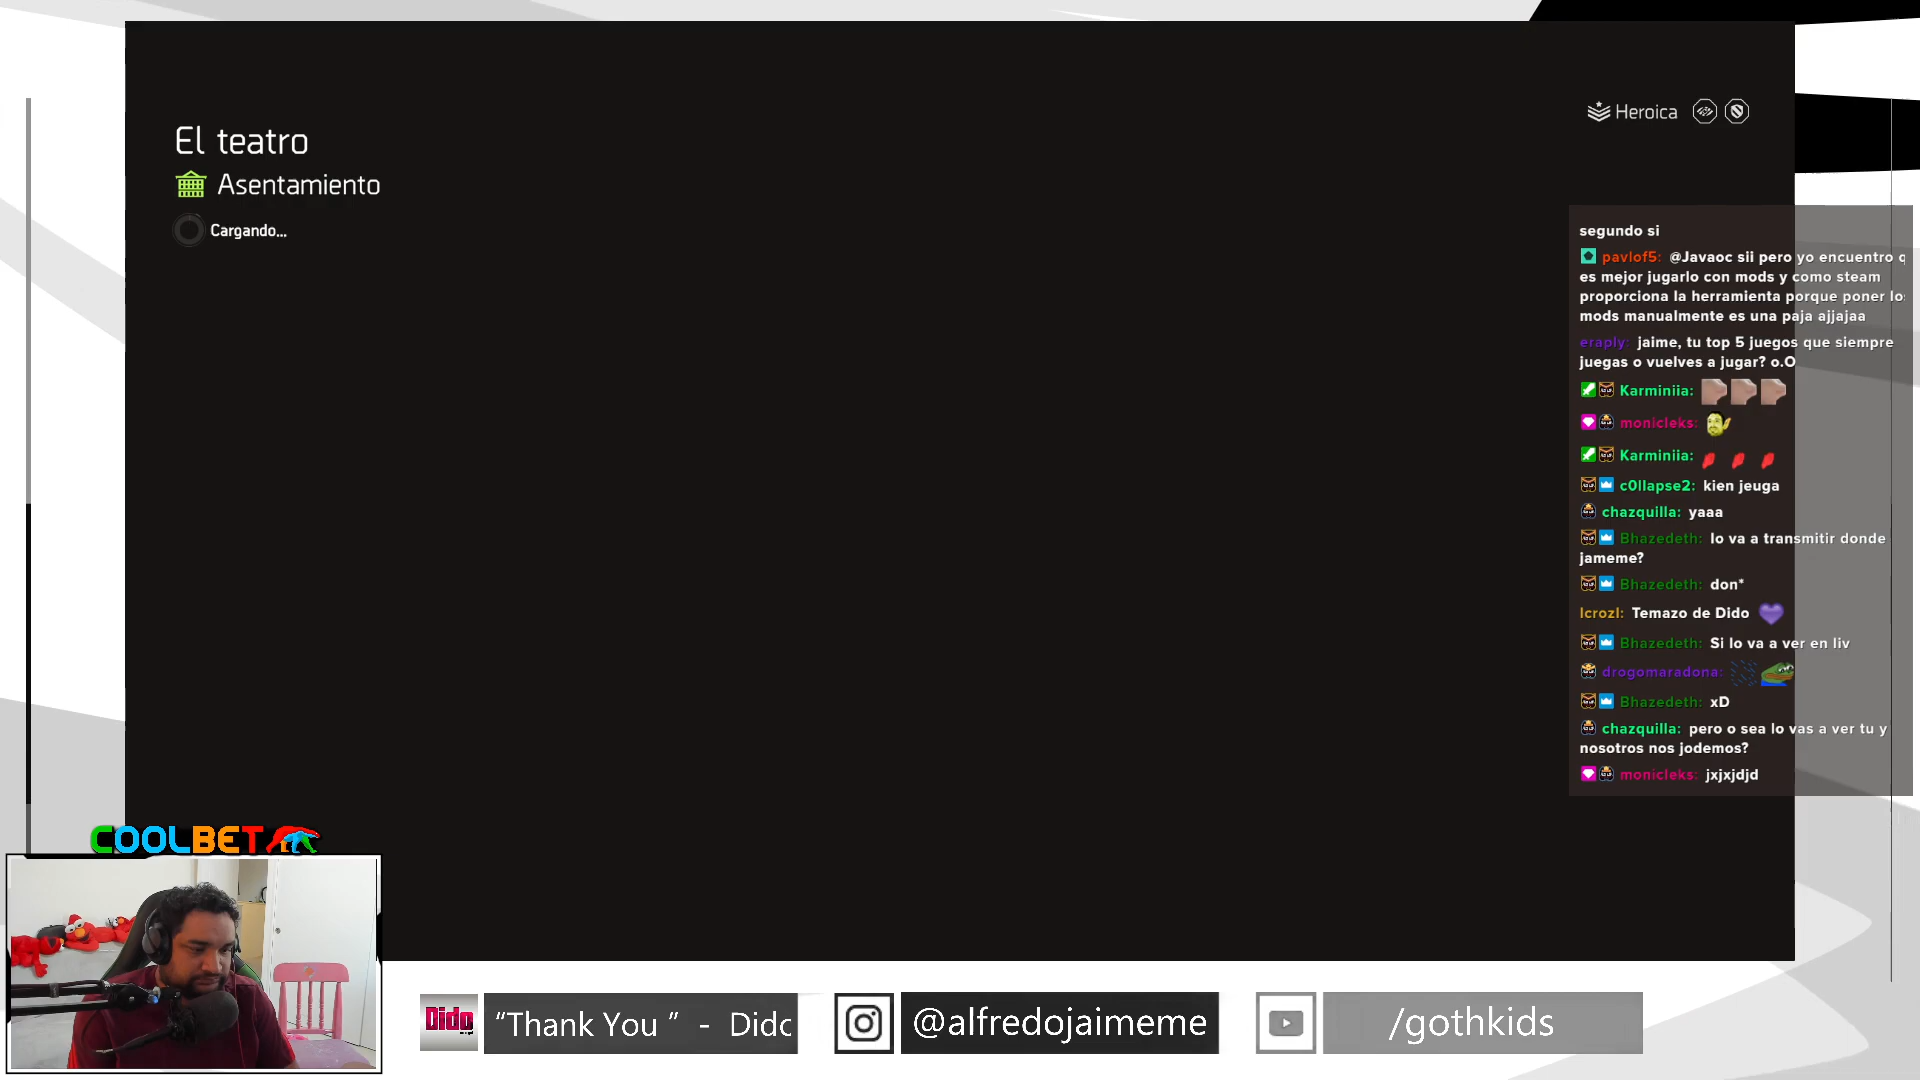 El teatro
Asentamiento
Cargando...
Heroica
segundo si
pavlof5: @Javaoc sii pero yo encuentro q
es mejor jugarlo con mods y como steam
proporciona la herramienta porque poner lo
mods manualmente es una paja ajjajaa
eraply: jaime, tu top 5 juegos que siempre
juegas o vuelves a jugar? o.O
Karminiia:
monicleks:
Karminiia:
c0llapse2: kien jeuga
chazquilla: yaaa
Bhazedeth: lo va a transmitir donde
jameme?
Bhazedeth: don*
lcrozl: Temazo de Dido
Bhazedeth: Si lo va a ver en liv
drogomaradona:
Bhazedeth: xD
chazquilla: pero o sea lo vas a ver tu y
nosotros nos jodemos?
monicleks: jxjxjdjd
COOLBET
Dido
“Thank You ” - Dido
@alfredojaimeme
/gothkids